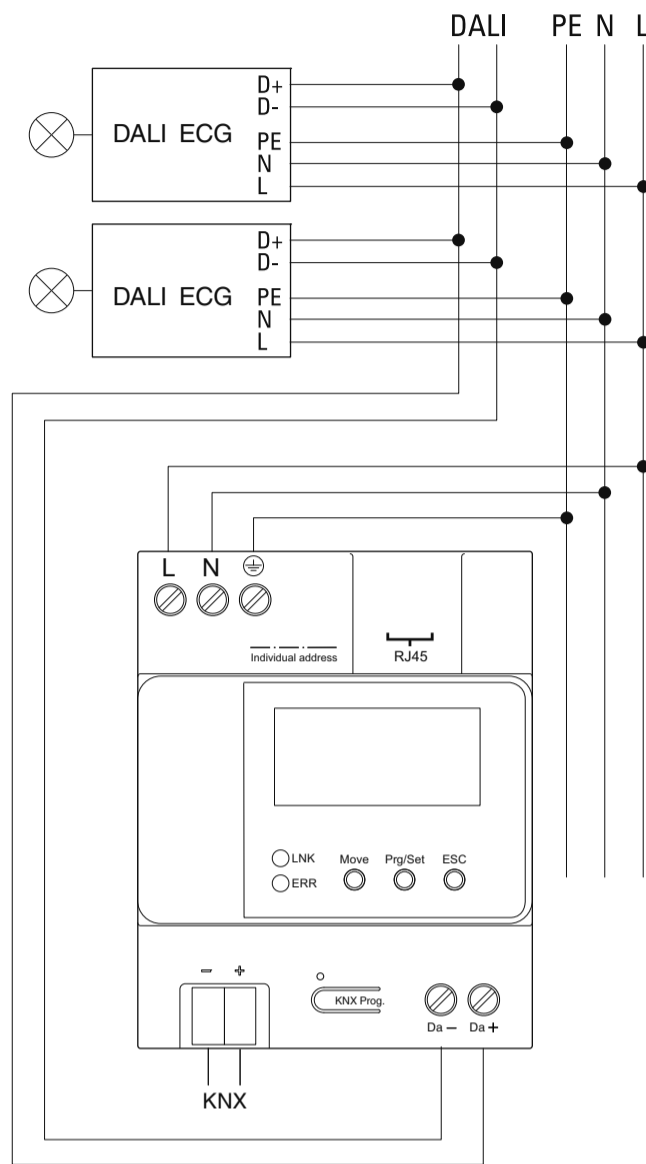 DALI PE N L
D+
D-
DALI ECG
PE
N
L
D+
D-
DALI ECG
PE
N
L
L N
Individual address
RJ45
LNK
ERR
Move Prg/Set ESC
- +
KNX Prog.
Da - Da +
KNX